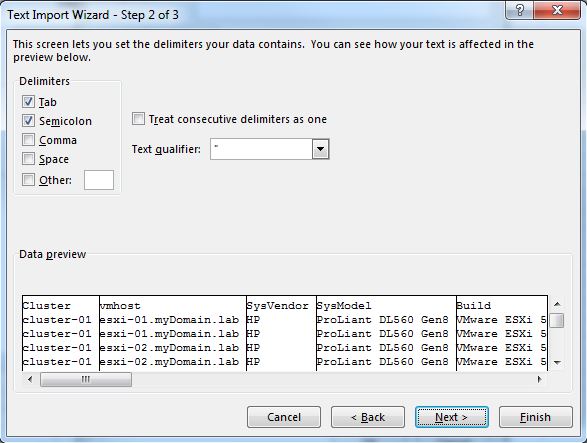 Text Import Wizard - Step 2 of 3
This screen lets you set the delimiters your data contains.  You can see how your text is affected in the
preview below.
Delimiters
Tab
Semicolon
Comma
Space
Other:
Treat consecutive delimiters as one
Text qualifier: "
Data preview
Cluster vmhost SysVendor SysModel Build
cluster-01 esxi-01.myDomain.lab HP ProLiant DL560 Gen8 VMware ESXi 5
cluster-01 esxi-01.myDomain.lab HP ProLiant DL560 Gen8 VMware ESXi 5
cluster-01 esxi-02.myDomain.lab HP ProLiant DL560 Gen8 VMware ESXi 5
cluster-01 esxi-02.myDomain.lab HP ProLiant DL560 Gen8 VMware ESXi 5
Cancel < Back Next > Finish